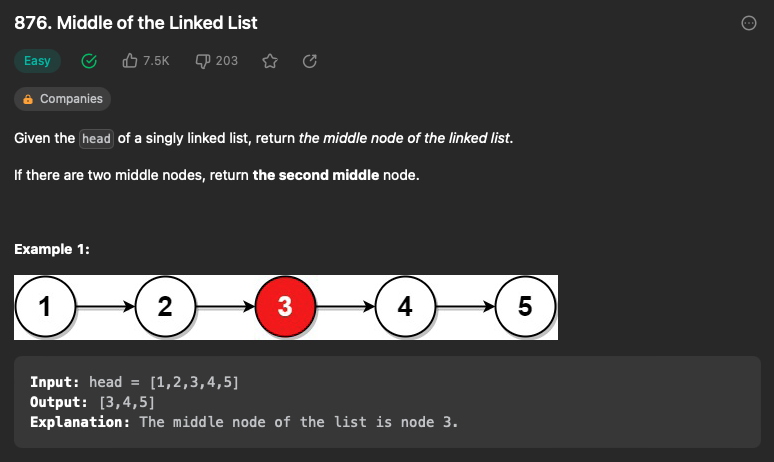 876. Middle of the Linked List
Easy 7.5K 203
Companies
Given the head of a singly linked list, return the middle node of the linked list.
If there are two middle nodes, return the second middle node.
Example 1:
1 2 3 4 5
Input: head = [1,2,3,4,5]
Output: [3,4,5]
Explanation: The middle node of the list is node 3.